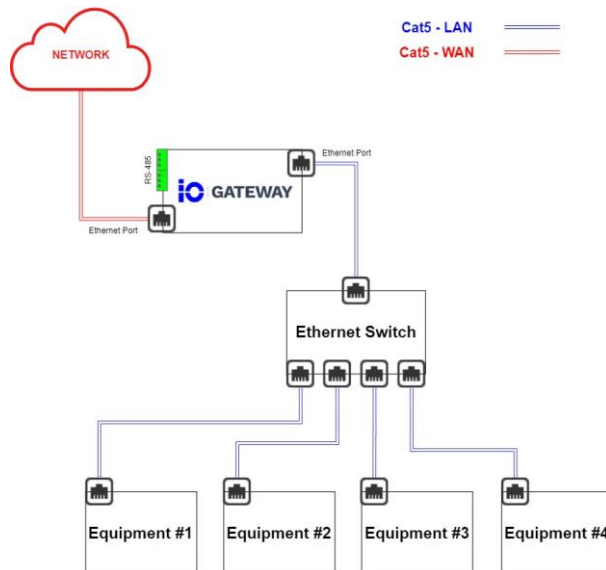 Cat5 - LAN
NETWORK
Cat5 - WAN
Ethernet Port
RS-485
io GATEWAY
Ethernet Port
Ethernet Switch
Equipment #1
Equipment #2
Equipment #3
Equipment #4